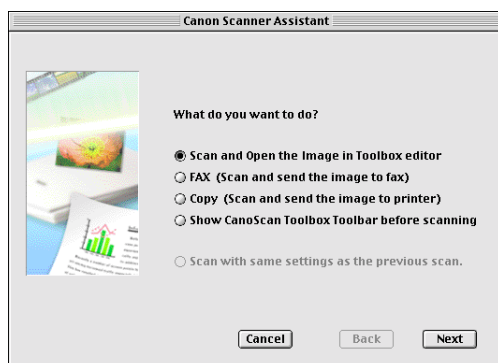 Canon Scanner Assistant
What do you want to do?
Scan and Open the Image in Toolbox editor
FAX (Scan and send the image to fax)
Copy (Scan and send the image to printer)
Show CanoScan Toolbox Toolbar before scanning
Scan with same settings as the previous scan.
Cancel
Back
Next